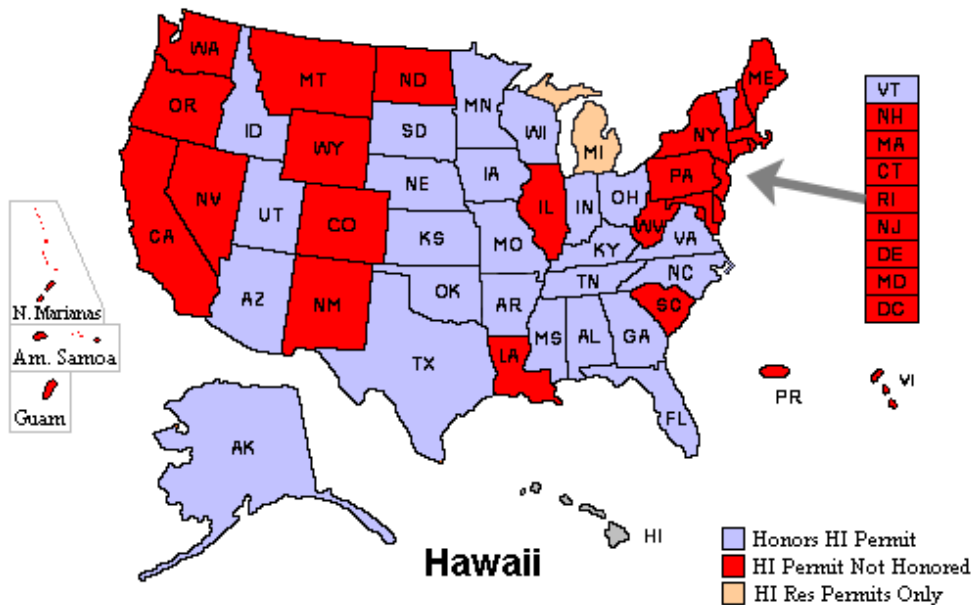 WA
MT
ND
MN
ME
VT
OR
ID
SD
WI
NY
NH
WY
MI
MA
NE
IA
PA
CT
NV
UT
CO
IL
IN
OH
RI
CA
KS
MO
WV
VA
NJ
KY
DE
AZ
NM
OK
AR
TN
NC
MD
SC
DC
N. Marianas
MS
AL
GA
Am. Samoa
TX
LA
PR
VI
Guam
FL
AK
HI
Hawaii
Honors HI Permit
HI Permit Not Honored
HI Res Permits Only